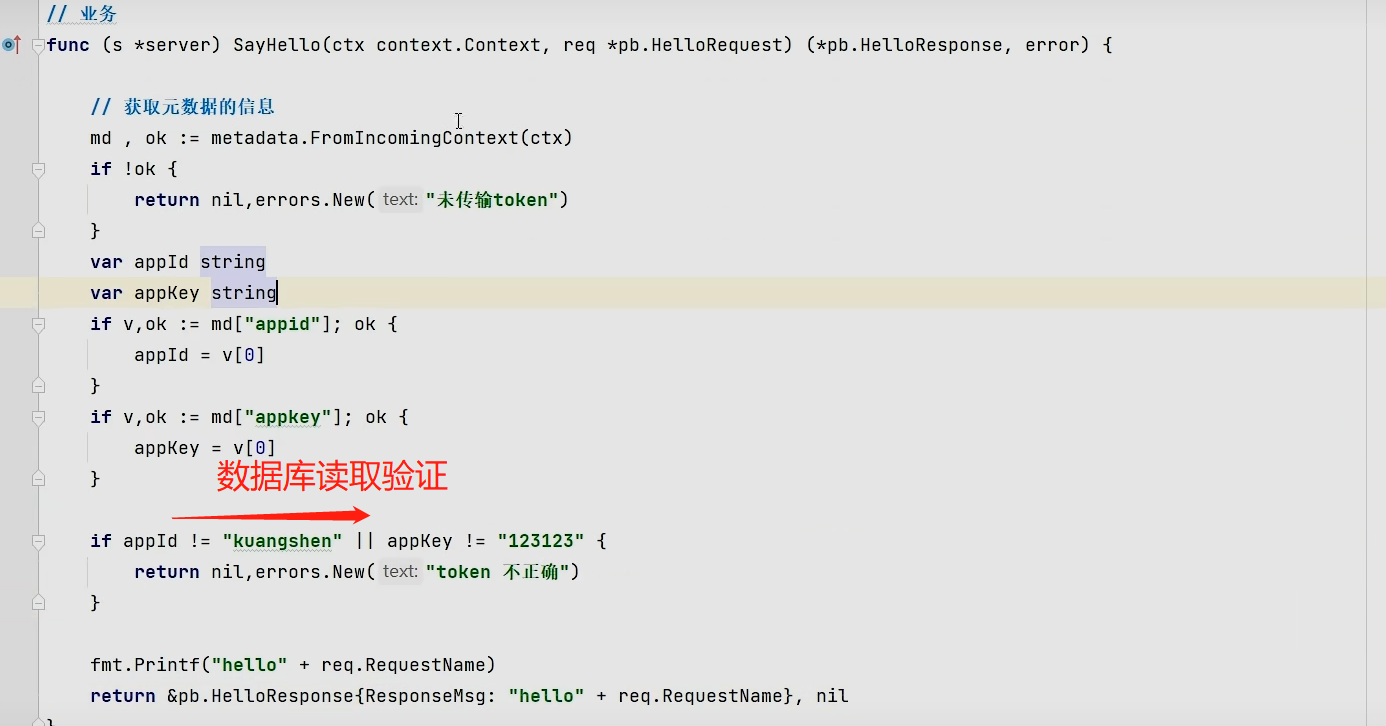 // 业务
func (s *server) SayHello(ctx context.Context, req *pb.HelloRequest) (*pb.HelloResponse, error) {
// 获取元数据的信息
md , ok := metadata.FromIncomingContext(ctx)
if !ok {
return nil,errors.New( text: "未传输token")
}
var appId string
var appKey string
if v,ok := md["appid"]; ok {
appId = v[0]
}
if v,ok := md["appkey"]; ok {
appKey = v[0]
}
数据库读取验证
if appId != "kuangshen" || appKey != "123123" {
return nil,errors.New( text: "token 不正确")
}
fmt.Printf("hello" + req.RequestName)
return &pb.HelloResponse{ResponseMsg: "hello" + req.RequestName}, nil
}